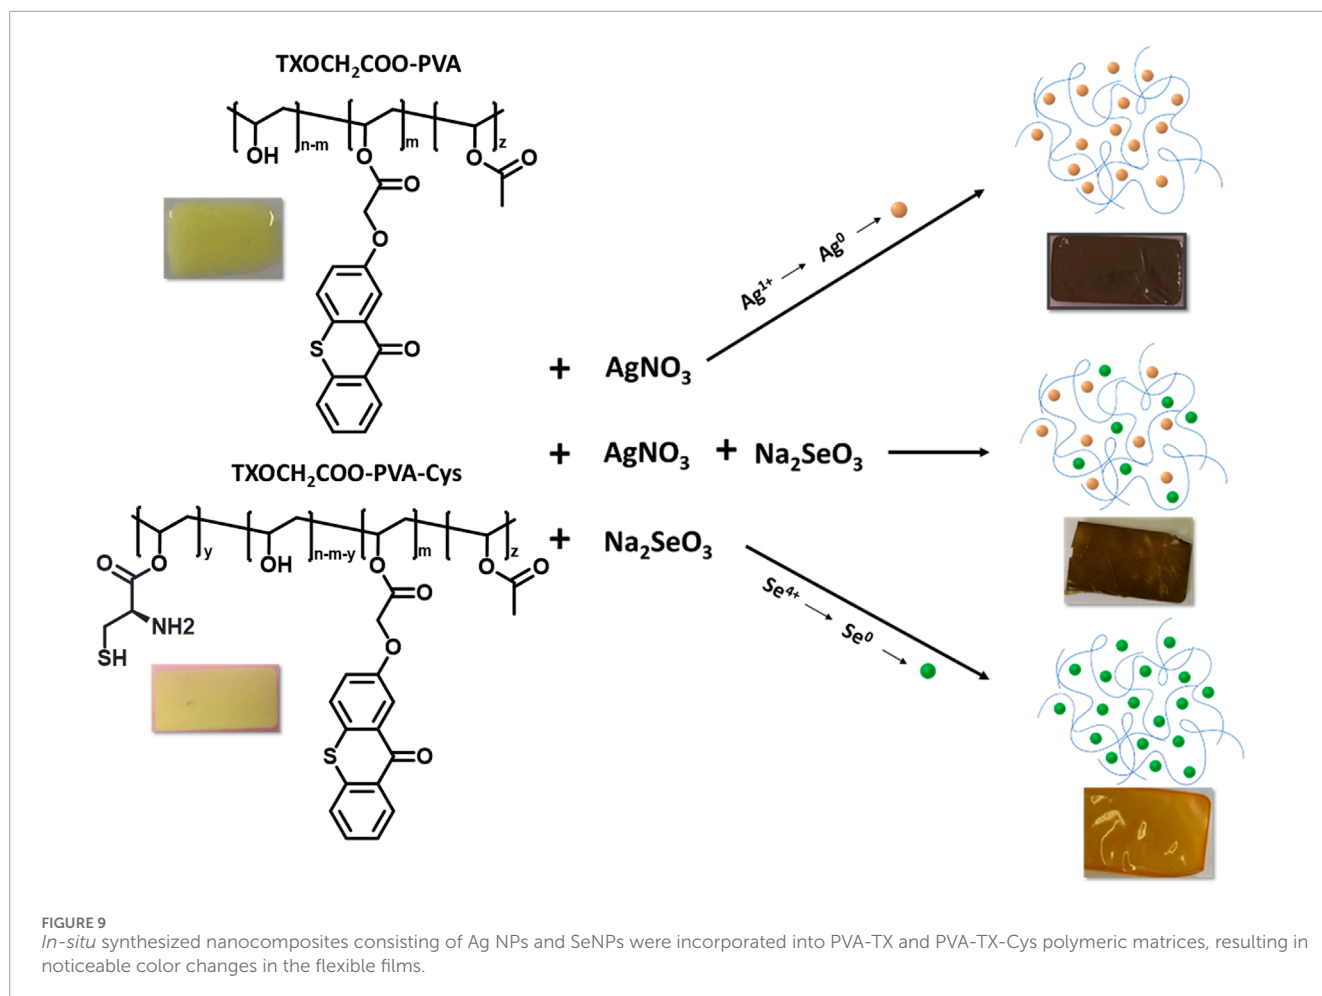 TXOCH₂COO-PVA
n-m
m
z
OH
O
O
O
O
O
S
O
Ag¹⁺ → Ag⁰ →
+ AgNO₃
+ AgNO₃ + Na₂SeO₃
TXOCH₂COO-PVA-Cys
+ Na₂SeO₃
y
n-m-y
m
z
O
O
OH
O
O
O
NH2
O
SH
O
S
O
Se⁴⁺ → Se⁰ →
FIGURE 9
In-situ synthesized nanocomposites consisting of Ag NPs and SeNPs were incorporated into PVA-TX and PVA-TX-Cys polymeric matrices, resulting in
noticeable color changes in the flexible films.